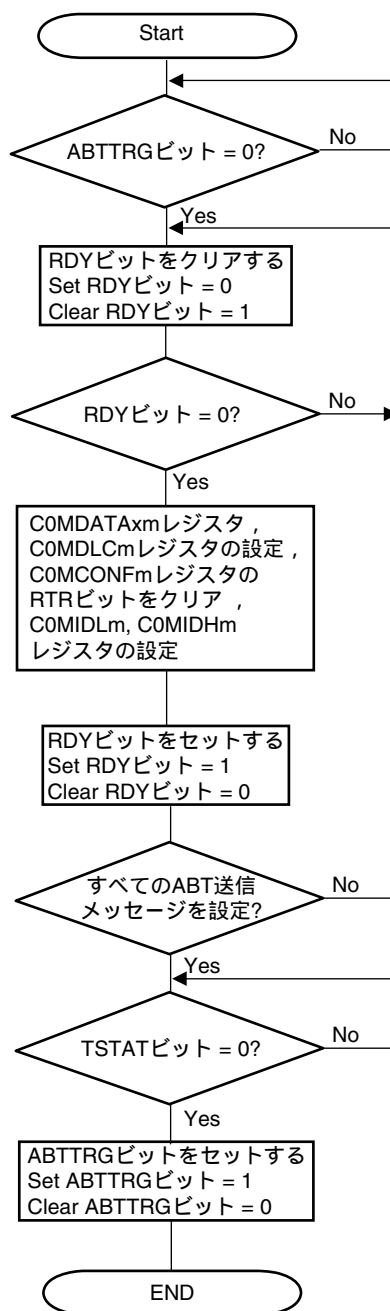 Start
ABTTRGビット = 0?
No
Yes
RDYビットをクリアする
Set RDYビット = 0
Clear RDYビット = 1
RDYビット = 0?
No
Yes
C0MDATAxmレジスタ，
C0MDLCmレジスタの設定，
C0MCONFmレジスタの
RTRビットをクリア ，
C0MIDLm, C0MIDHm
レジスタの設定
RDYビットをセットする
Set RDYビット = 1
Clear RDYビット = 0
すべてのABT送信
メッセージを設定?
No
Yes
TSTATビット = 0?
No
Yes
ABTTRGビットをセットする
Set ABTTRGビット = 1
Clear ABTTRGビット = 0
END